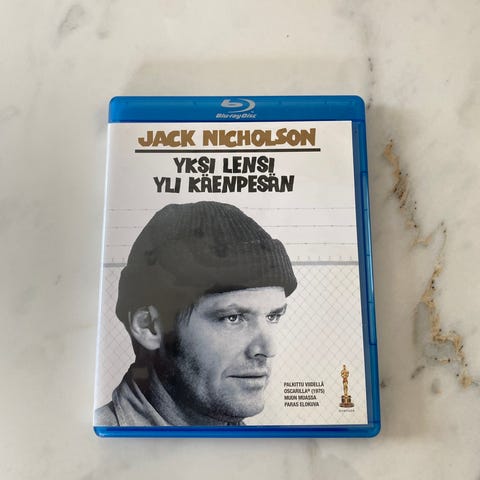 Blu-ray Disc
JACK NICHOLSON
YKSI LENSI
YLI KÄENPESÄN
PALKITTU VIIDELLÄ
OSCARILLA® (1975)
MUUN MUASSA
PARAS ELOKUVA